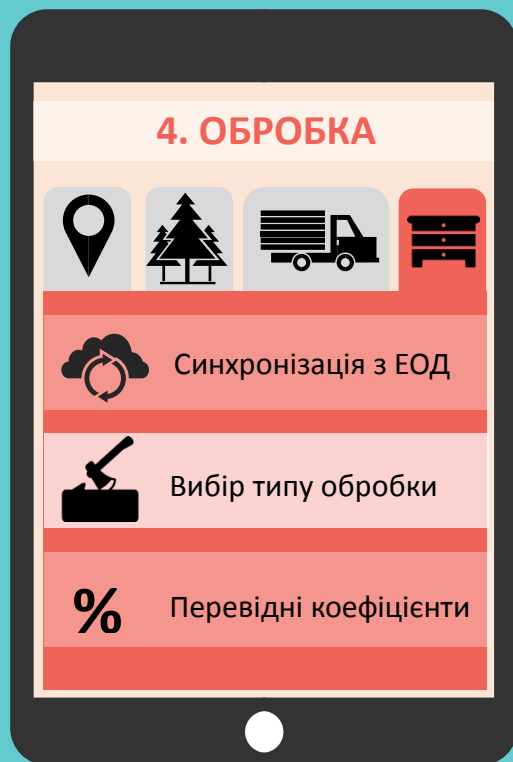 4. ОБРОБКА
Синхронізація з ЕОД
Вибір типу обробки
% Перевідні коефіцієнти